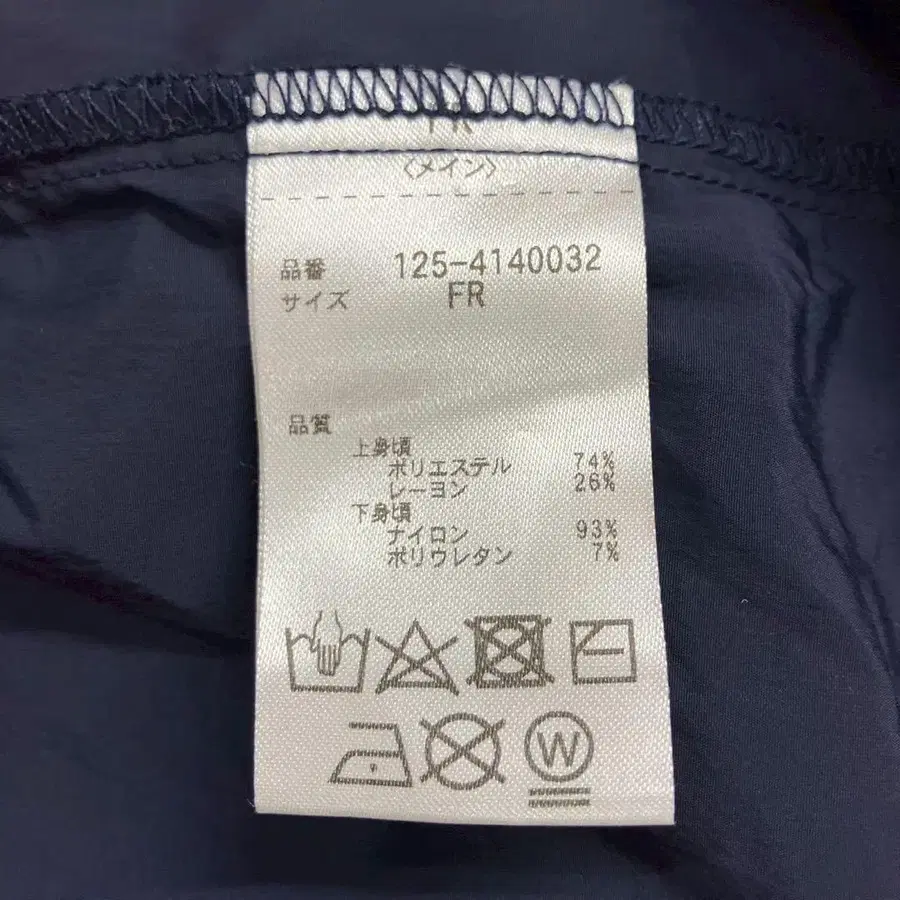 FR
〈メイン〉
品番 125-4140032
サイズ FR
品質
上身頃
ポリエステル 74%
レーヨン 26%
下身頃
ナイロン 93%
ポリウレタン 7%
W